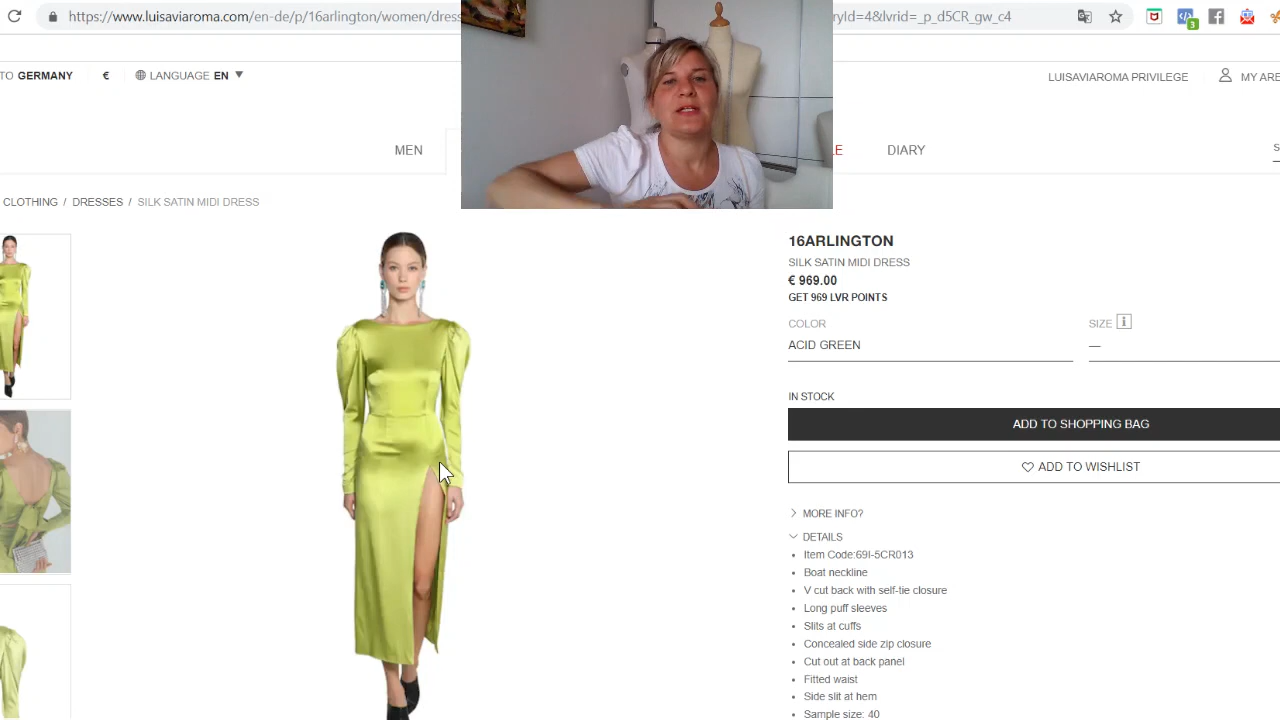 https://www.luisaviaroma.com/en-de/p/16arlington/women/dress
ryId=4&lvrid=_p_d5CR_gw_c4
3
TO GERMANY € LANGUAGE EN
LUISAVIAROMA PRIVILEGE MY ARE
MEN
LE DIARY S
CLOTHING / DRESSES / SILK SATIN MIDI DRESS
16ARLINGTON
SILK SATIN MIDI DRESS
€ 969.00
GET 969 LVR POINTS
COLOR SIZE i
ACID GREEN —
IN STOCK
ADD TO SHOPPING BAG
ADD TO WISHLIST
MORE INFO?
DETAILS
• Item Code:69I-5CR013
• Boat neckline
• V cut back with self-tie closure
• Long puff sleeves
• Slits at cuffs
• Concealed side zip closure
• Cut out at back panel
• Fitted waist
• Side slit at hem
• Sample size: 40